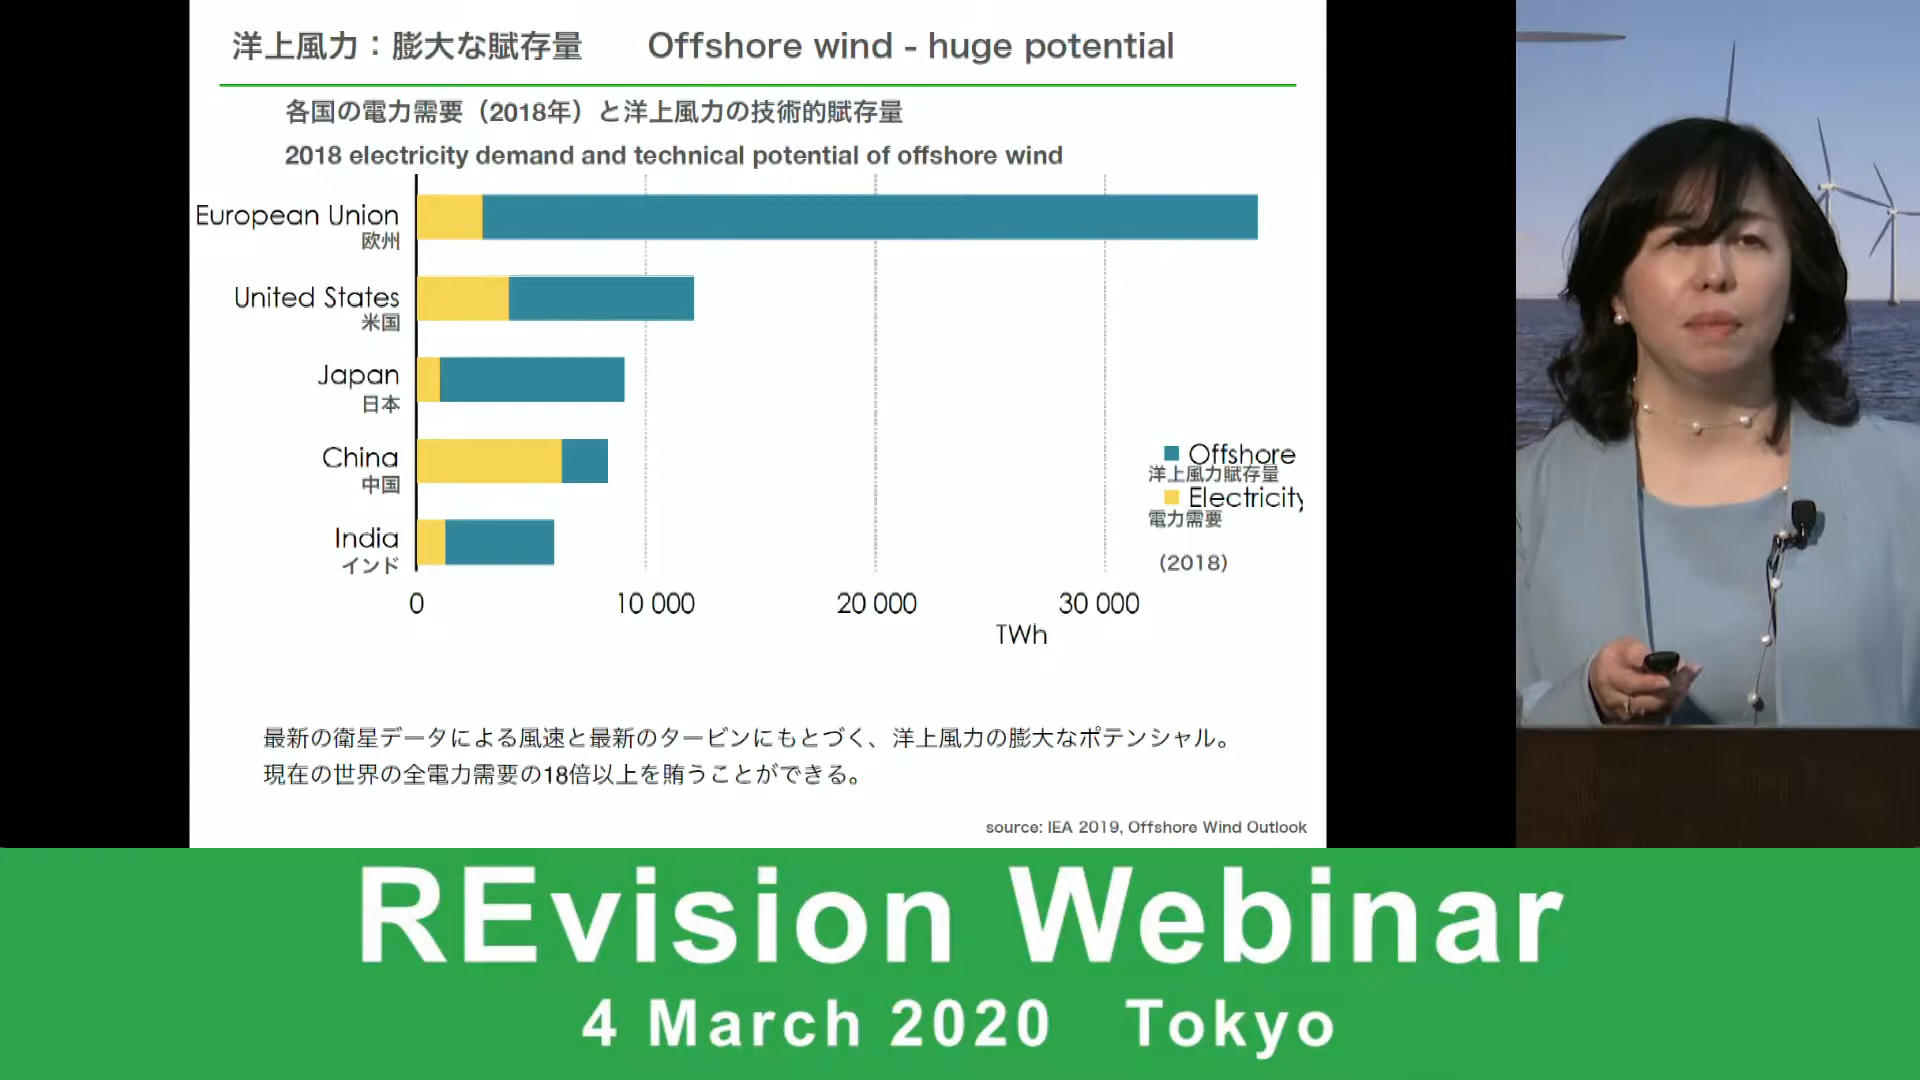 洋上風力：膨大な賦存量 Offshore wind - huge potential
各国の電力需要（2018年）と洋上風力の技術的賦存量
2018 electricity demand and technical potential of offshore wind
European Union
欧州
United States
米国
Japan
日本
China
中国
India
インド
Offshore
洋上風力賦存量
Electricity
電力需要
（2018）
0 10 000 20 000 30 000
TWh
最新の衛星データによる風速と最新のタービンにもとづく、洋上風力の膨大なポテンシャル。
現在の世界の全電力需要の18倍以上を賄うことができる。
source: IEA 2019, Offshore Wind Outlook
REvision Webinar
4 March 2020 Tokyo